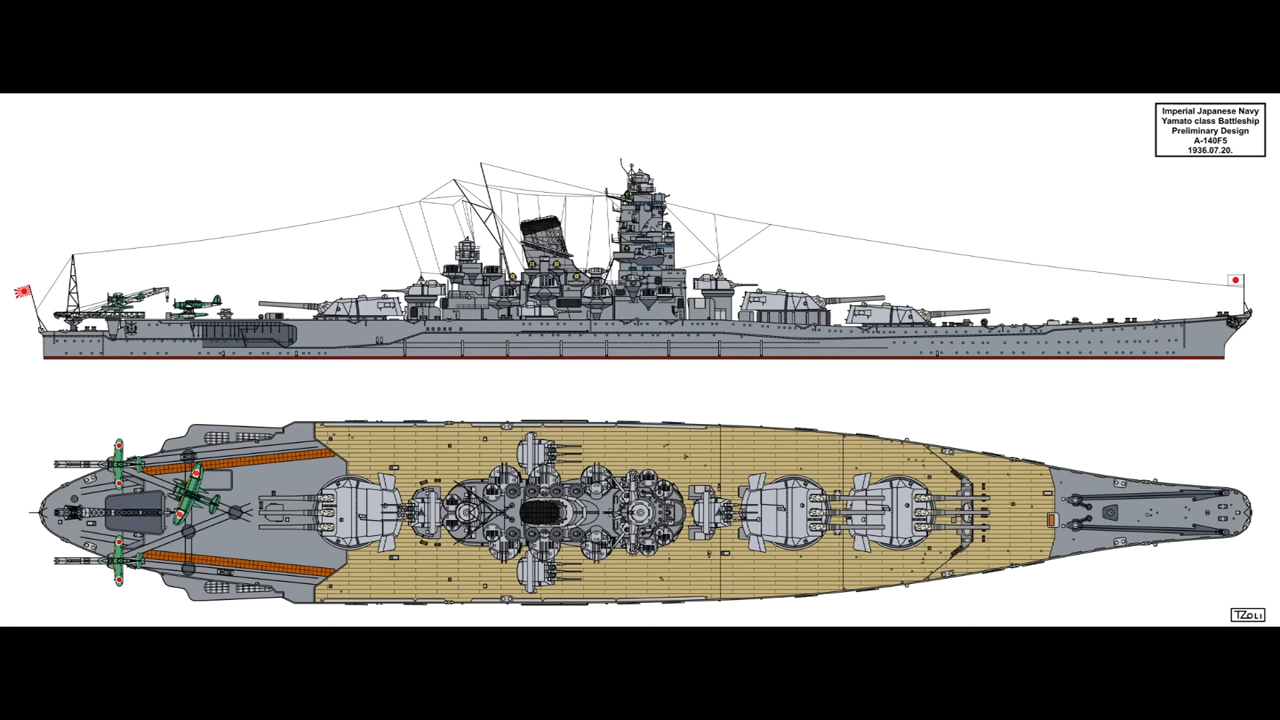 Imperial Japanese Navy
Yamato class Battleship
Preliminary Design
A-140F5
1936.07.20.
TZOLI